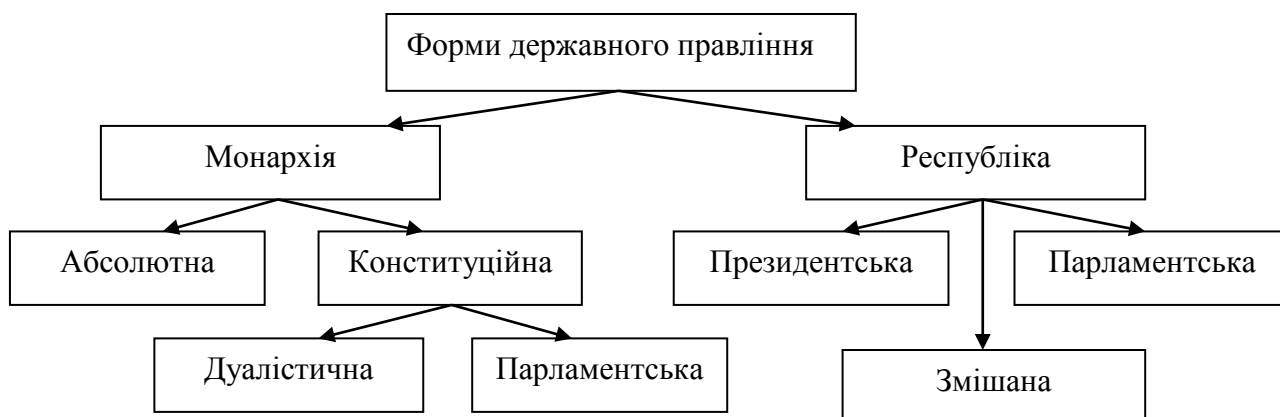 Форми державного правління
Монархія
Республіка
Абсолютна
Конституційна
Президентська
Парламентська
Дуалістична
Парламентська
Змішана